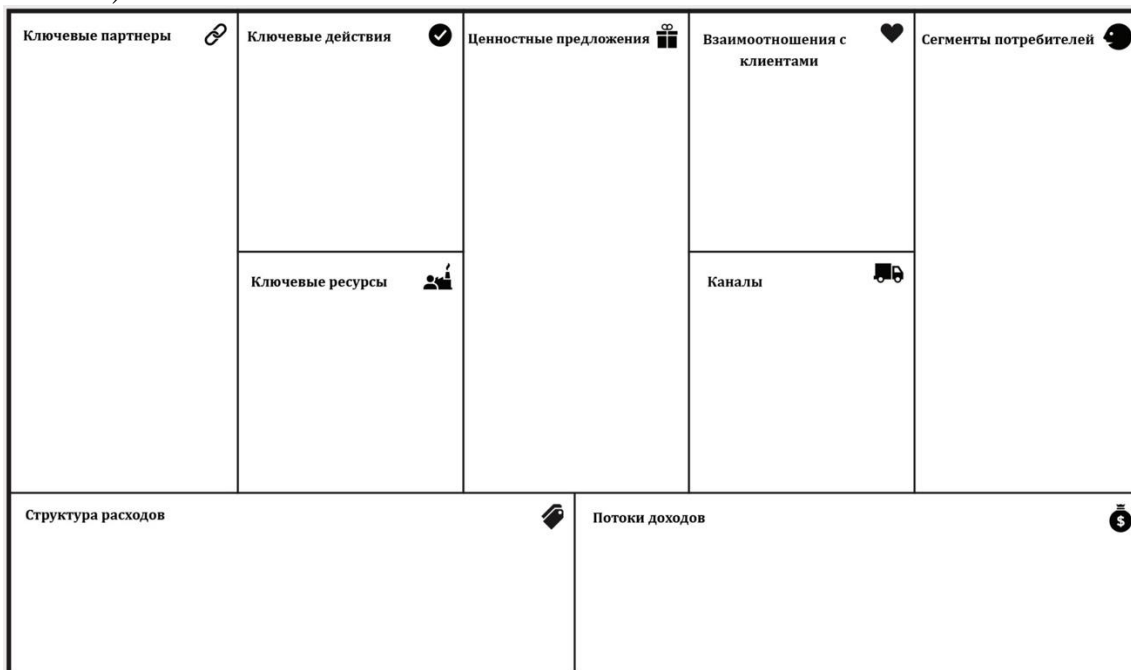 Ключевые партнеры
Ключевые действия
Ценностные предложения
Взаимоотношения с
клиентами
Сегменты потребителей
Ключевые ресурсы
Каналы
Структура расходов
Потоки доходов
$